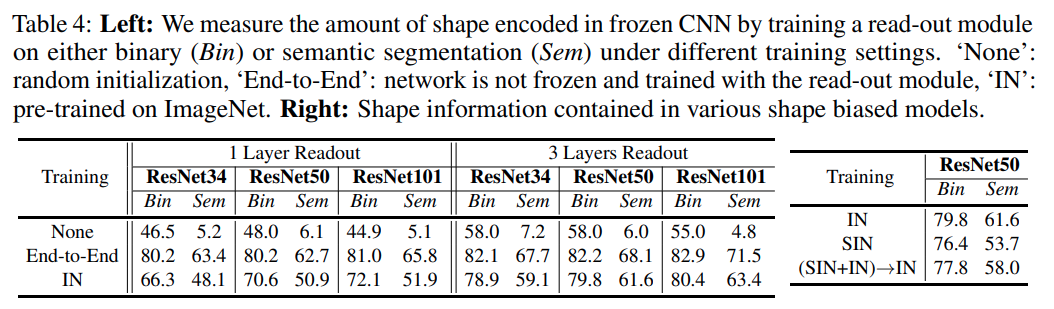 Table 4: Left: We measure the amount of shape encoded in frozen CNN by training a read-out module
on either binary (Bin) or semantic segmentation (Sem) under different training settings. ‘None’:
random initialization, ‘End-to-End’: network is not frozen and trained with the read-out module, ‘IN’:
pre-trained on ImageNet. Right: Shape information contained in various shape biased models.
Training 1 Layer Readout 3 Layers Readout
ResNet34 ResNet50 ResNet101 ResNet34 ResNet50 ResNet101
Bin Sem Bin Sem Bin Sem Bin Sem Bin Sem Bin Sem
None 46.5 5.2 48.0 6.1 44.9 5.1 58.0 7.2 58.0 6.0 55.0 4.8
End-to-End 80.2 63.4 80.2 62.7 81.0 65.8 82.1 67.7 82.2 68.1 82.9 71.5
IN 66.3 48.1 70.6 50.9 72.1 51.9 78.9 59.1 79.8 61.6 80.4 63.4
Training ResNet50
Bin Sem
IN 79.8 61.6
SIN 76.4 53.7
(SIN+IN)→IN 77.8 58.0